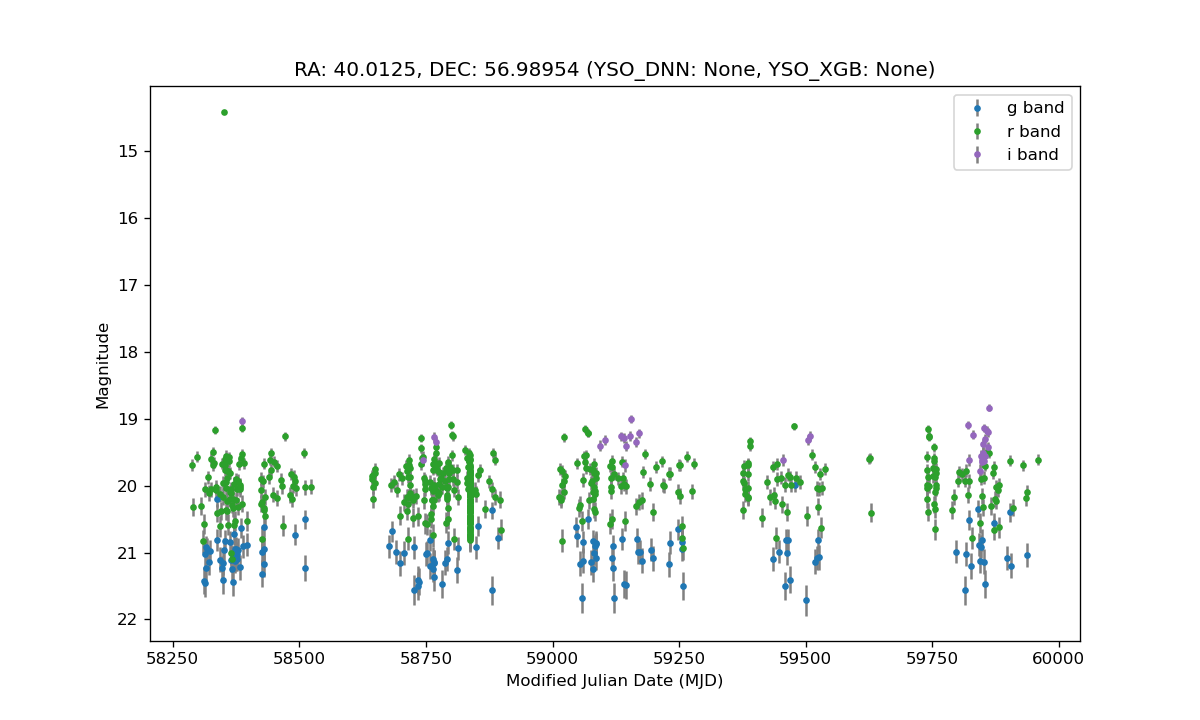 RA: 40.0125, DEC: 56.98954 (YSO_DNN: None, YSO_XGB: None)
g band
r band
i band
15
16
17
18
19
20
21
22
Magnitude
58250 58500 58750 59000 59250 59500 59750 60000
Modified Julian Date (MJD)